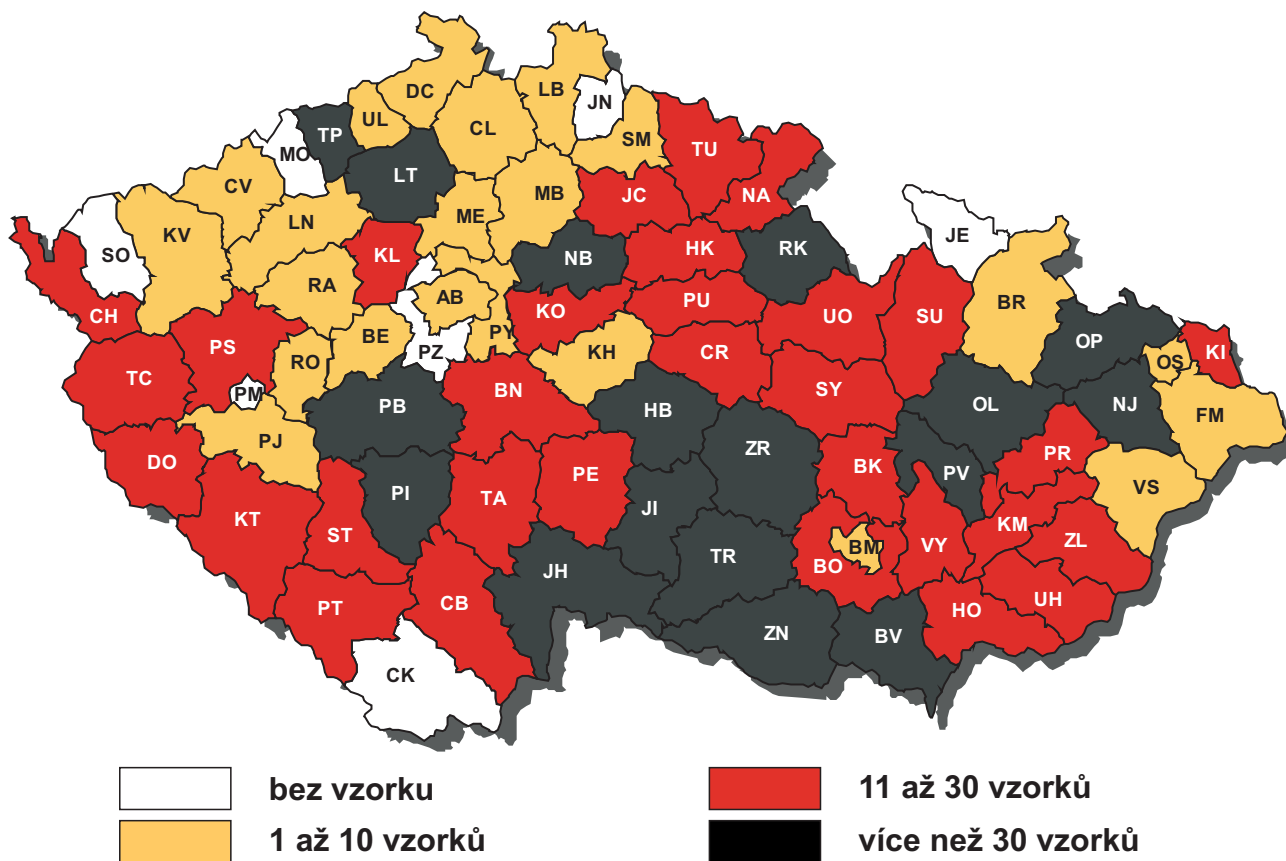 DC
LB
JN
UL
TP
CL
SM
MO
TU
LT
CV
MB
JC
NA
LN
ME
KV
SO
KL
NB
HK
RK
JE
RA
AB
CH
KO
PU
UO
SU
BR
PS
BE
PY
PZ
KH
CR
OP
OS
KI
RO
TC
PM
BN
SY
PB
HB
OL
NJ
FM
PJ
DO
ZR
PR
PI
TA
PE
BK
PV
VS
KT
ST
JI
KM
ZL
BM
VY
TR
BO
JH
CB
UH
PT
HO
ZN
BV
CK
bez vzorku
11 až 30 vzorků
1 až 10 vzorků
více než 30 vzorků